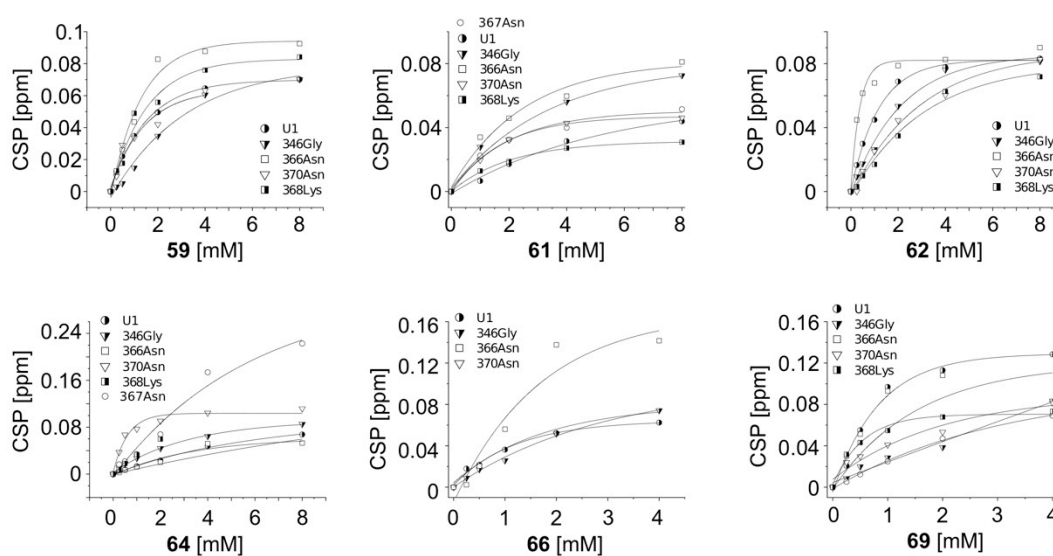 CSP [ppm]
0.1
0.08
0.06
0.04
0.02
0
U1
346Gly
366Asn
370Asn
368Lys
0 2 4 6 8
59 [mM]
CSP [ppm]
0.08
0.04
0
367Asn
U1
346Gly
366Asn
370Asn
368Lys
0 2 4 6 8
61 [mM]
CSP [ppm]
0.08
0.04
0
U1
346Gly
366Asn
370Asn
368Lys
0 2 4 6 8
62 [mM]
CSP [ppm]
0.24
0.16
0.08
0
U1
346Gly
366Asn
370Asn
368Lys
367Asn
0 2 4 6 8
64 [mM]
CSP [ppm]
0.16
0.12
0.08
0.04
0
U1
346Gly
366Asn
370Asn
0 1 2 3 4
66 [mM]
CSP [ppm]
0.16
0.12
0.08
0.04
0
U1
346Gly
366Asn
370Asn
368Lys
0 1 2 3 4
69 [mM]